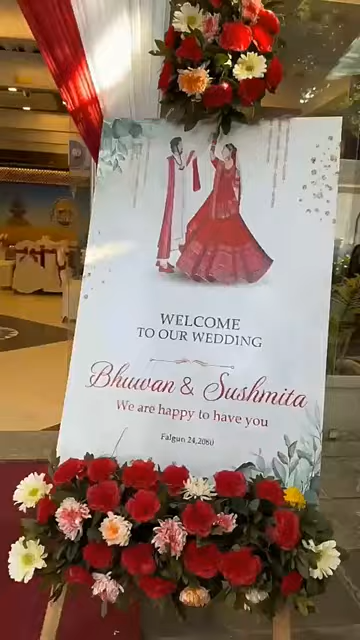 WELCOME
TO OUR WEDDING
Bhuwan & Sushmita
We are happy to have you
Falgun 24,2080